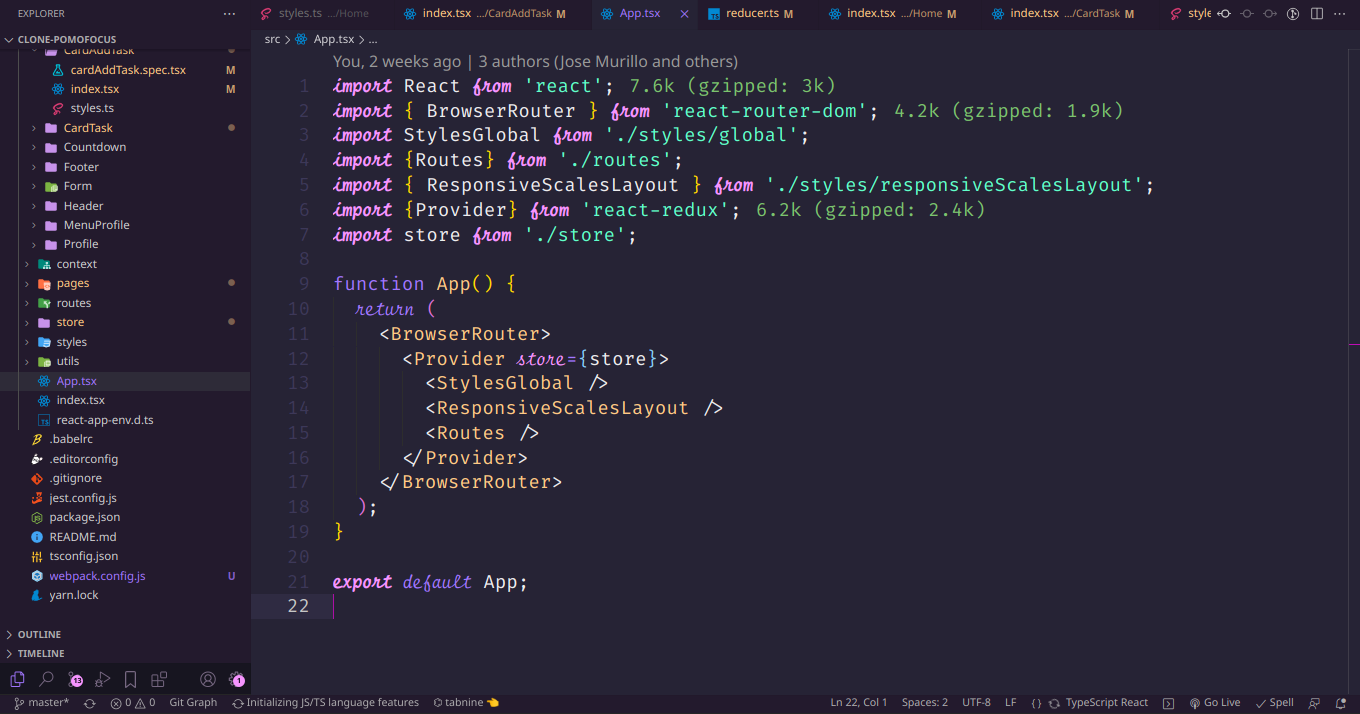 EXPLORER
CLONE-POMOFOCUS
CardAddTask
cardAddTask.spec.tsx M
index.tsx M
styles.ts
CardTask
Countdown
Footer
Form
Header
MenuProfile
Profile
context
pages
routes
store
styles
utils
App.tsx
index.tsx
react-app-env.d.ts
.babelrc
.editorconfig
.gitignore
jest.config.js
package.json
README.md
tsconfig.json
webpack.config.js U
yarn.lock
OUTLINE
TIMELINE
13
1
styles.ts .../Home index.tsx .../CardAddTask M App.tsx reducer.ts M index.tsx .../Home M index.tsx .../CardTask M style
src > App.tsx > ...
You, 2 weeks ago | 3 authors (Jose Murillo and others)
1 import React from 'react'; 7.6k (gzipped: 3k)
2 import { BrowserRouter } from 'react-router-dom'; 4.2k (gzipped: 1.9k)
3 import StylesGlobal from './styles/global';
4 import {Routes} from './routes';
5 import { ResponsiveScalesLayout } from './styles/responsiveScalesLayout';
6 import {Provider} from 'react-redux'; 6.2k (gzipped: 2.4k)
7 import store from './store';
8
9 function App() {
10 return (
11 <BrowserRouter>
12 <Provider store={store}>
13 <StylesGlobal />
14 <ResponsiveScalesLayout />
15 <Routes />
16 </Provider>
17 </BrowserRouter>
18 );
19 }
20
21 export default App;
22
master* 0 0 Git Graph Initializing JS/TS language features tabnine 👈 Ln 22, Col 1 Spaces: 2 UTF-8 LF {} TypeScript React Go Live Spell